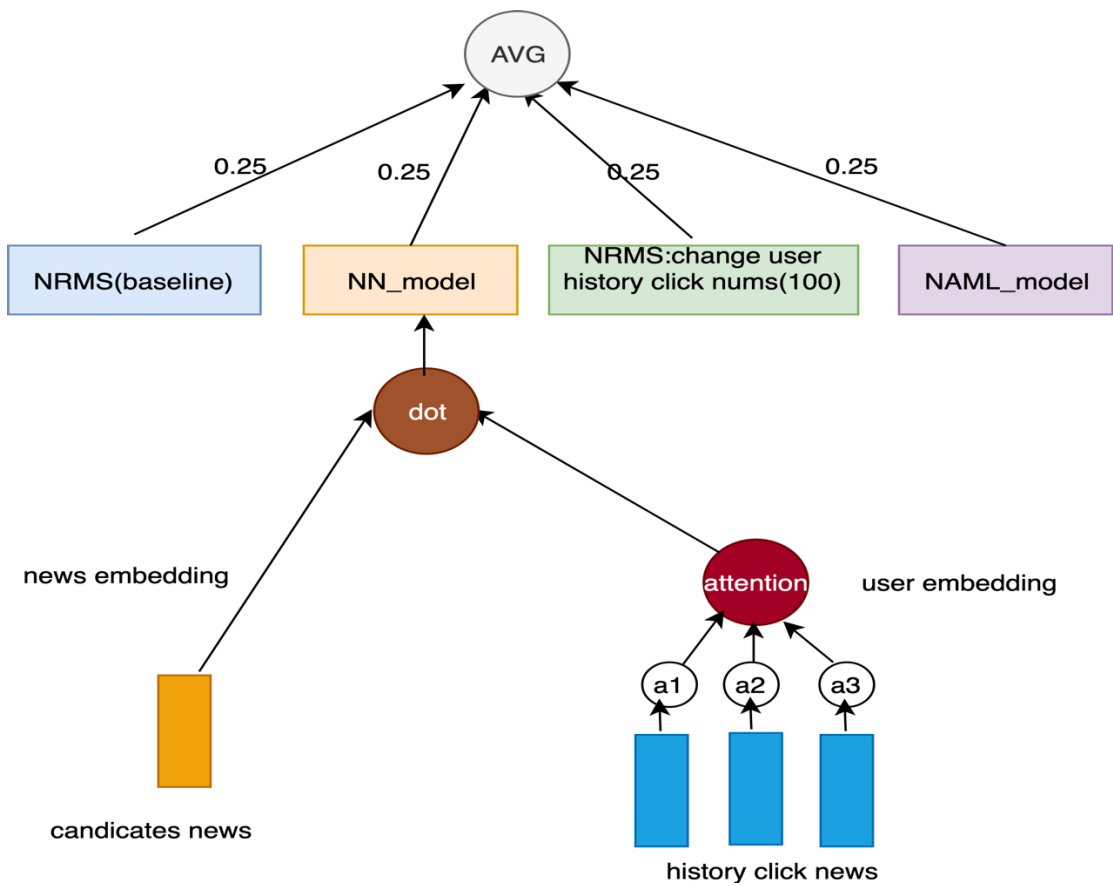 AVG
0.25
0.25
0.25
0.25
NRMS(baseline)
NN_model
NRMS:change user
history click nums(100)
NAML_model
dot
news embedding
attention
user embedding
a1
a2
a3
candicates news
history click news